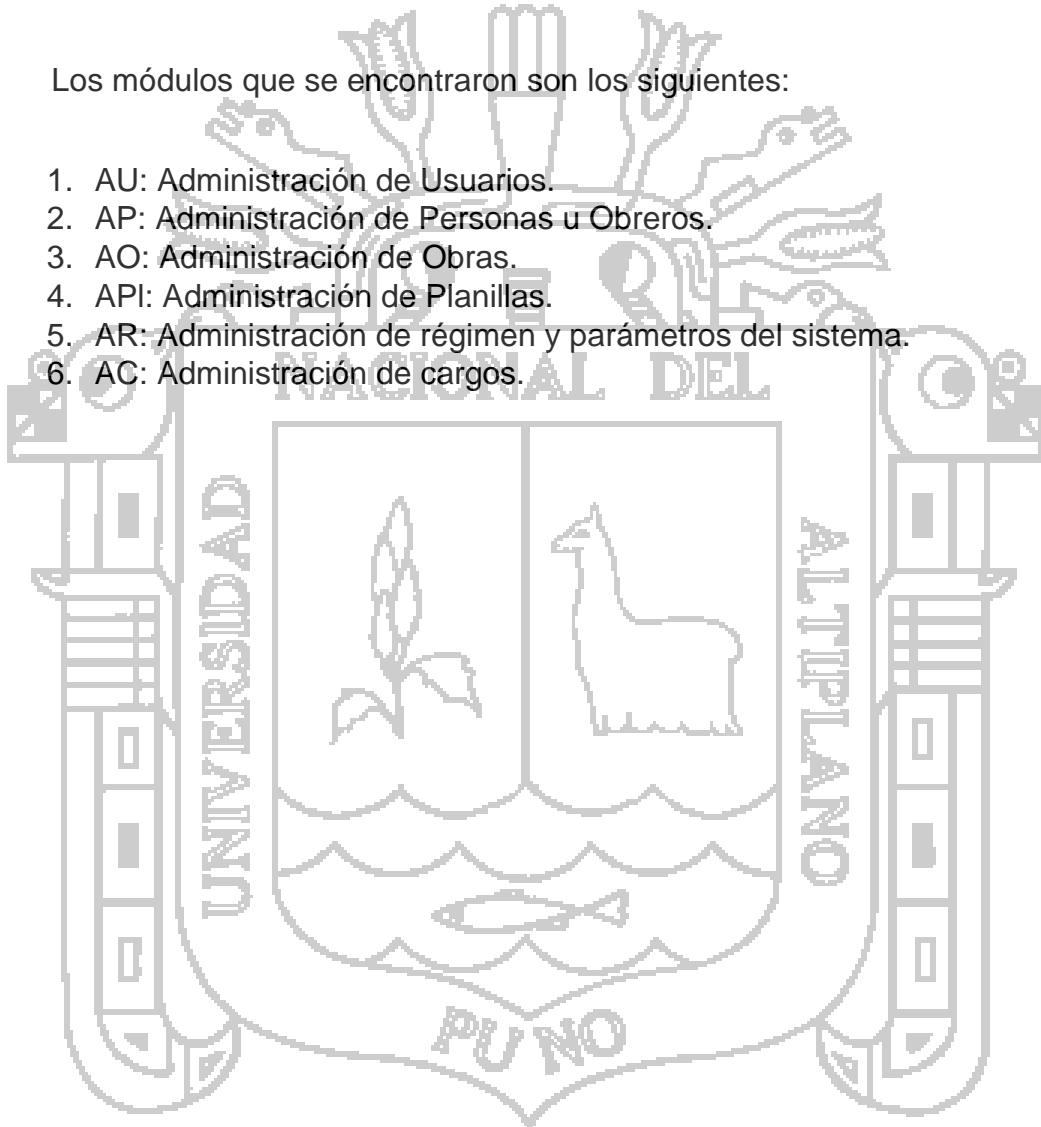 Los módulos que se encontraron son los siguientes:
1. AU: Administración de Usuarios.
2. AP: Administración de Personas u Obreros.
3. AO: Administración de Obras.
4. APl: Administración de Planillas.
5. AR: Administración de régimen y parámetros del sistema.
6. AC: Administración de cargos.
NACIONAL DEL
UNIVERSIDAD
ALTIPLANO
PUNO